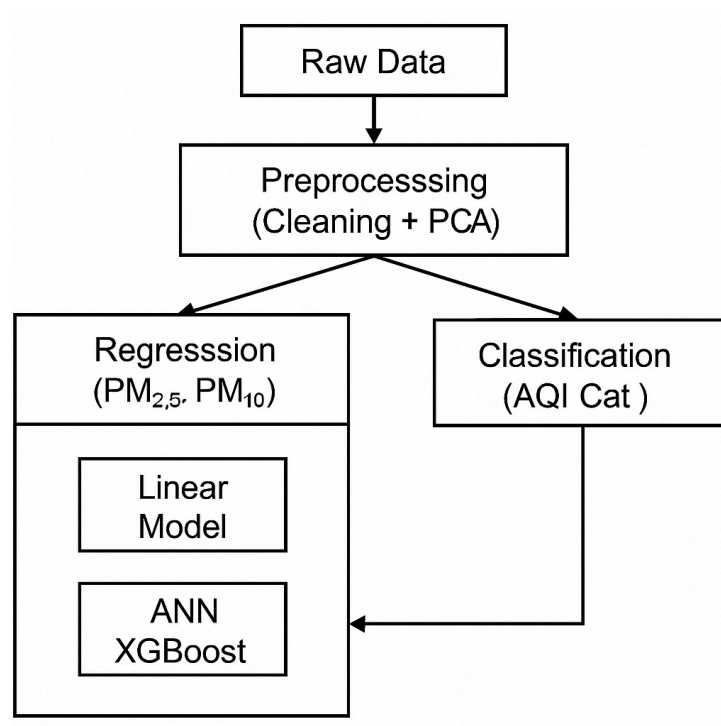 Raw Data
Preprocesssing
(Cleaning + PCA)
Regresssion
(PM₂,₅. PM₁₀)
Classification
(AQI Cat )
Linear
Model
ANN
XGBoost